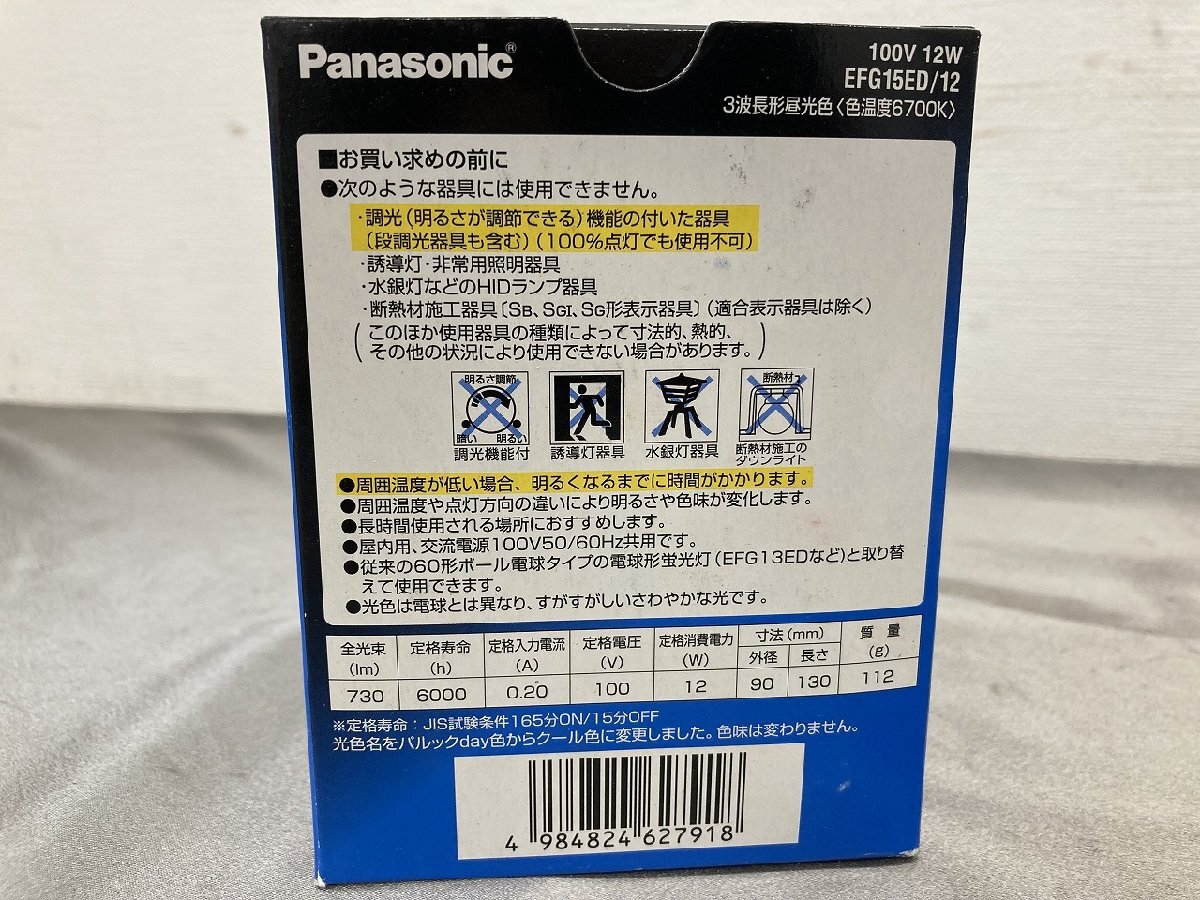 Panasonic®
100V 12W
EFG15ED/12
3波長形昼光色〈色温度6700K〉
■お買い求めの前に
●次のような器具には使用できません。
・調光(明るさが調節できる)機能の付いた器具
〔段調光器具も含む〕(100%点灯でも使用不可)
・誘導灯・非常用照明器具
・水銀灯などのHIDランプ器具
・断熱材施工器具〔SB、SGI、SG形表示器具〕(適合表示器具は除く)
(このほか使用器具の種類によって寸法的、熱的、
その他の状況により使用できない場合があります。)
明るさ調節
暗い 明るい
調光機能付
誘導灯器具
水銀灯器具
断熱材
断熱材施工の
ダウンライト
●周囲温度が低い場合、明るくなるまでに時間がかかります。
●周囲温度や点灯方向の違いにより明るさや色味が変化します。
●長時間使用される場所におすすめします。
●屋内用、交流電源100V50/60Hz共用です。
●従来の60形ボール電球タイプの電球形蛍光灯(EFG13EDなど)と取り替
えて使用できます。
●光色は電球とは異なり、すがすがしいさわやかな光です。
全光束 定格寿命 定格入力電流 定格電圧 定格消費電力 寸法(mm) 質量
(lm) (h) (A) (V) (W) 外径 長さ (g)
730 6000 0.20 100 12 90 130 112
※定格寿命:JIS試験条件165分ON/15分OFF
光色名をパルックday色からクール色に変更しました。色味は変わりません。
4 984824 627918